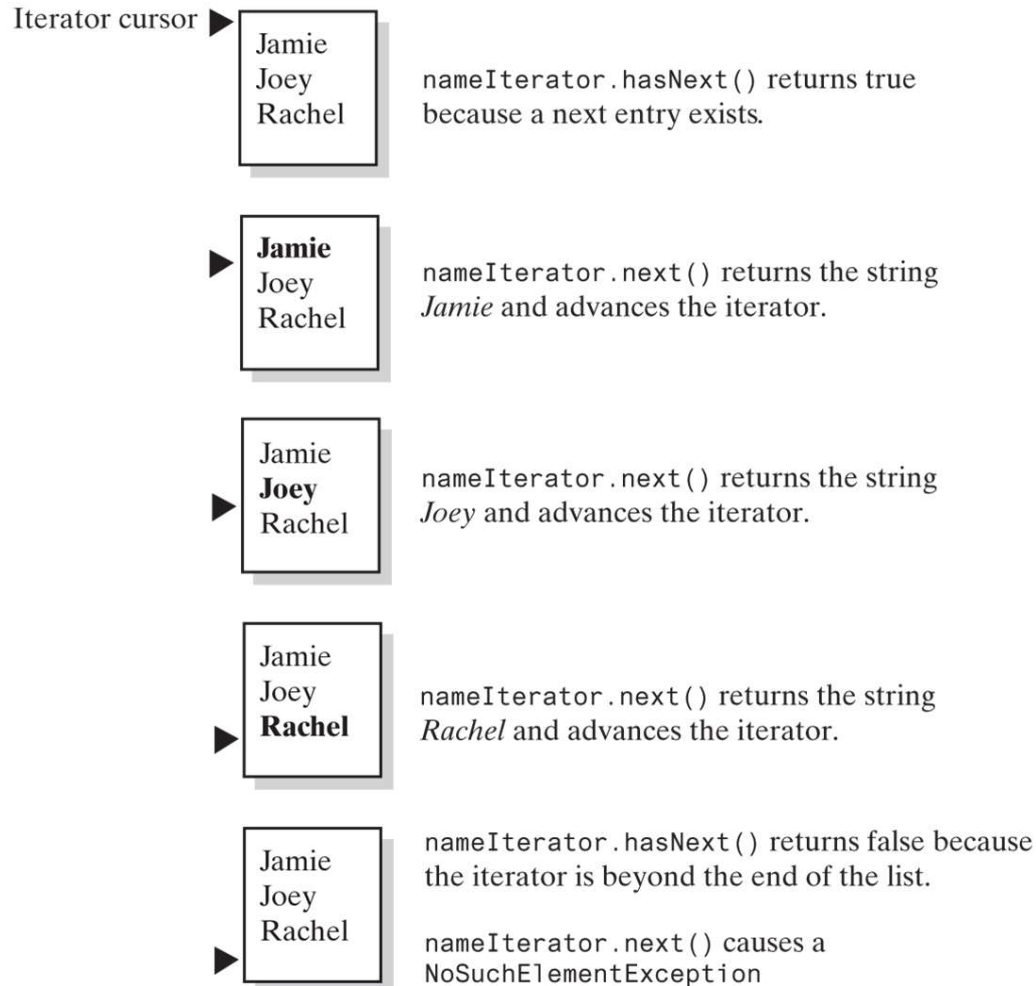 Iterator cursor
Jamie
Joey
Rachel
nameIterator.hasNext() returns true
because a next entry exists.
Jamie
Joey
Rachel
nameIterator.next() returns the string
Jamie and advances the iterator.
Jamie
Joey
Rachel
nameIterator.next() returns the string
Joey and advances the iterator.
Jamie
Joey
Rachel
nameIterator.next() returns the string
Rachel and advances the iterator.
Jamie
Joey
Rachel
nameIterator.hasNext() returns false because
the iterator is beyond the end of the list.
nameIterator.next() causes a
NoSuchElementException